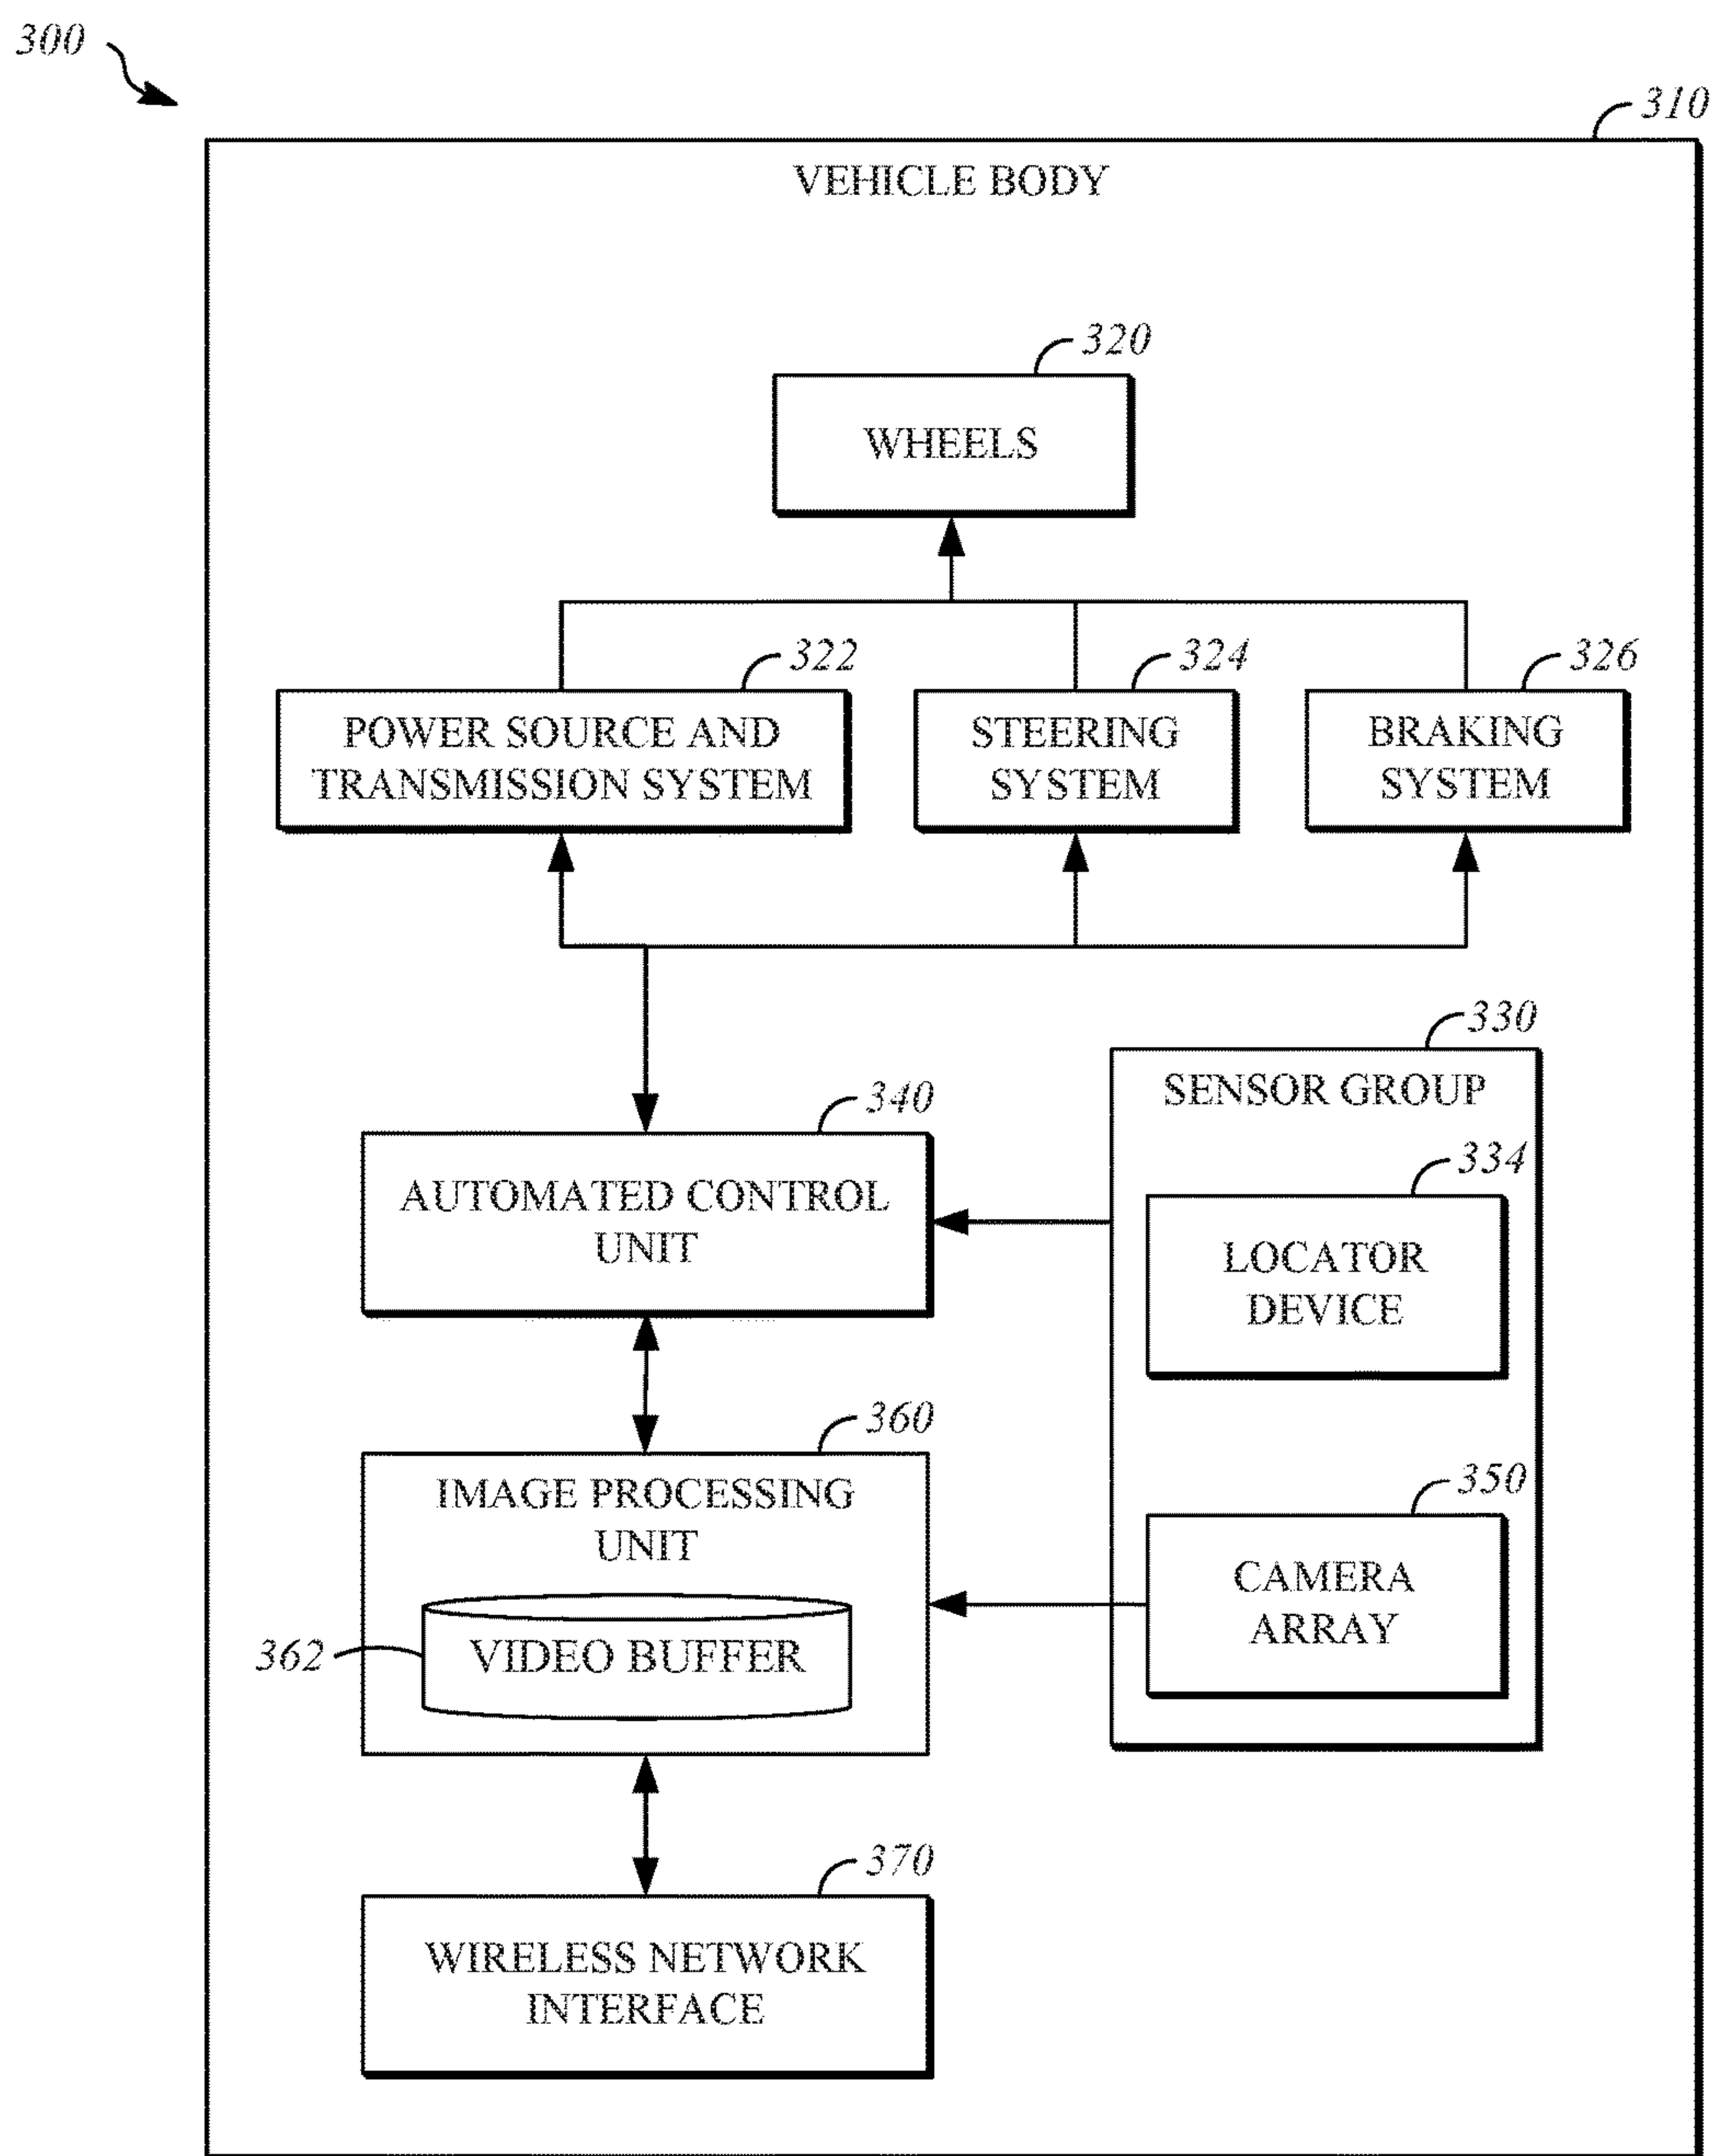 300
310
VEHICLE BODY
320
WHEELS
322
POWER SOURCE AND
TRANSMISSION SYSTEM
324
STEERING
SYSTEM
326
BRAKING
SYSTEM
330
SENSOR GROUP
334
LOCATOR
DEVICE
340
AUTOMATED CONTROL
UNIT
350
CAMERA
ARRAY
360
IMAGE PROCESSING
UNIT
362
VIDEO BUFFER
370
WIRELESS NETWORK
INTERFACE